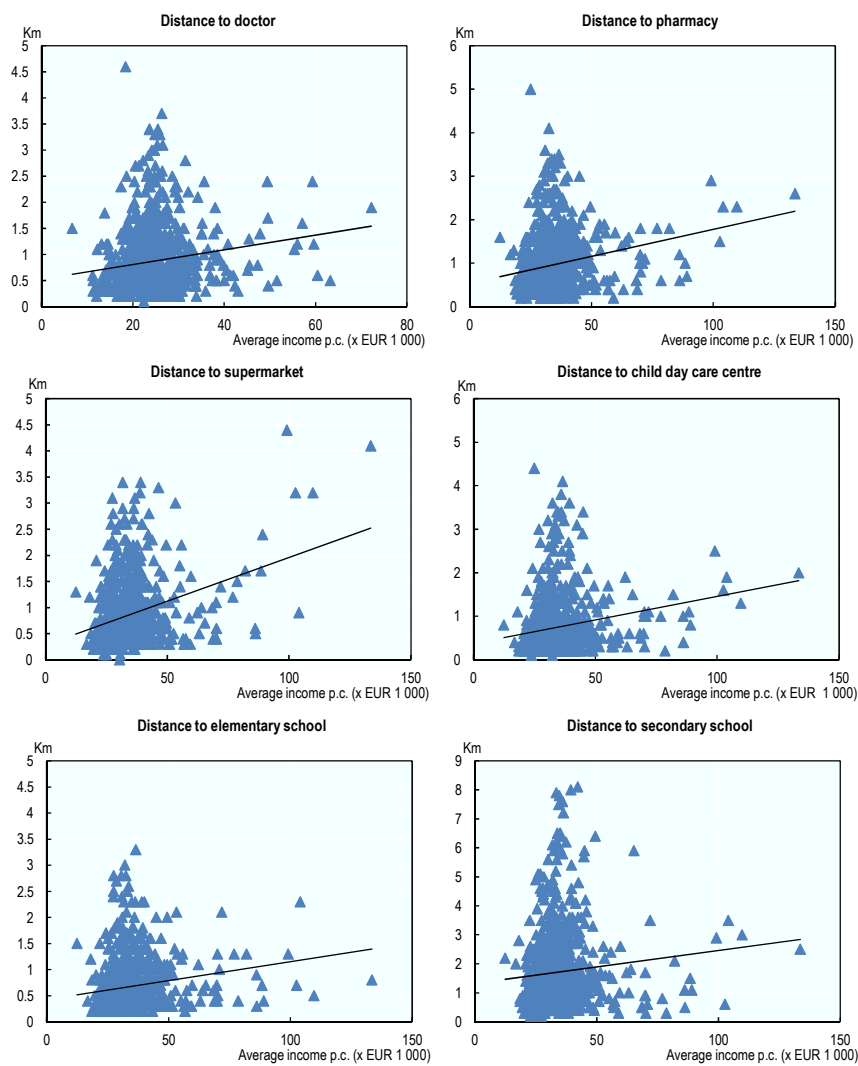 Distance to doctor
Km
5
4.5
4
3.5
3
2.5
2
1.5
1
0.5
0
0 20 40 60 80
Average income p.c. (x EUR 1 000)
Distance to pharmacy
Km
6
5
4
3
2
1
0
0 50 100 150
Average income p.c. (x EUR 1 000)
Distance to supermarket
Km
5
4.5
4
3.5
3
2.5
2
1.5
1
0.5
0
0 50 100 150
Average income p.c. (x EUR 1 000)
Distance to child day care centre
Km
6
5
4
3
2
1
0
0 50 100 150
Average income p.c. (x EUR 1 000)
Distance to elementary school
Km
5
4.5
4
3.5
3
2.5
2
1.5
1
0.5
0
0 50 100 150
Average income p.c. (x EUR 1 000)
Distance to secondary school
Km
9
8
7
6
5
4
3
2
1
0
0 50 100 150
Average income p.c. (x EUR 1 000)